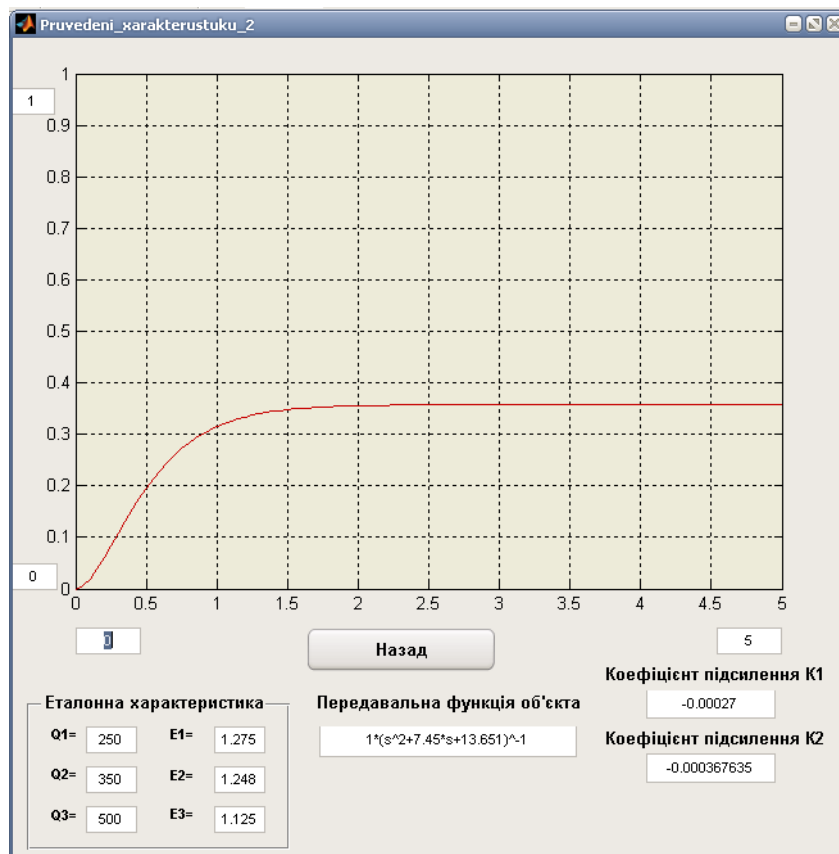 Pruvedeni_xarakterustuku_2
1
1
0.9
0.8
0.7
0.6
0.5
0.4
0.3
0.2
0.1
0
0
0 0.5 1 1.5 2 2.5 3 3.5 4 4.5 5
0
Назад
5
Коефіцієнт підсилення К1
-0.00027
Еталонна характеристика
Передавальна функція об'єкта
Q1= 250 E1= 1.275
1*(s^2+7.45*s+13.651)^-1
Коефіцієнт підсилення К2
-0.000367635
Q2= 350 E2= 1.248
Q3= 500 E3= 1.125